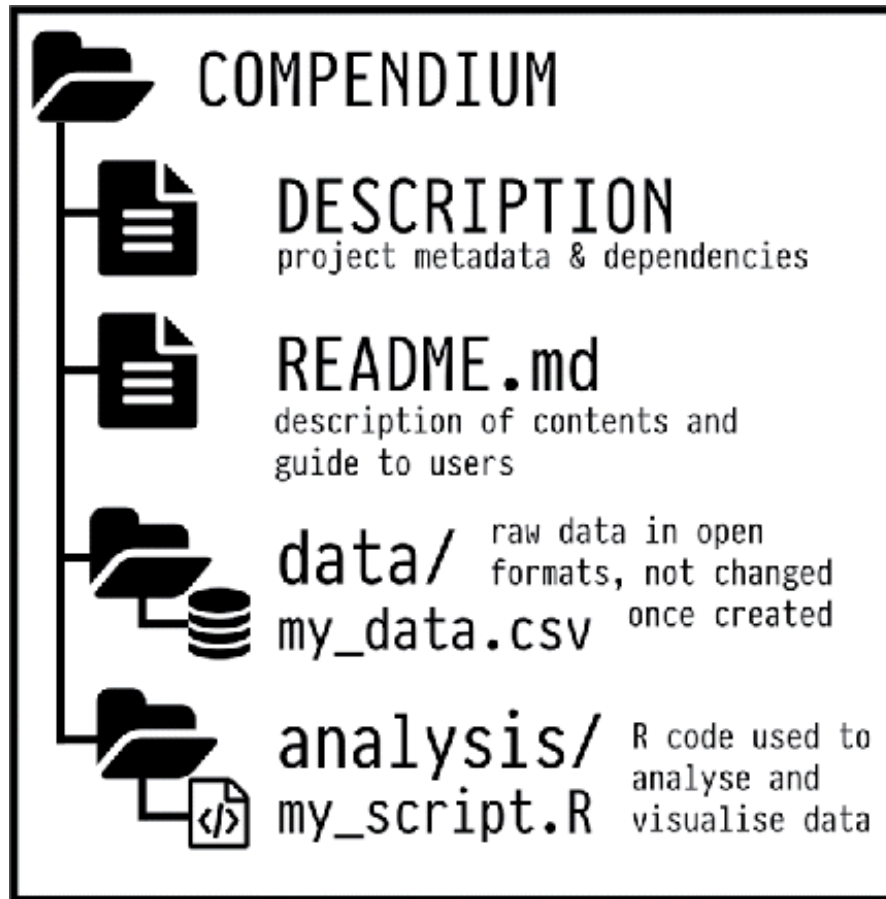 COMPENDIUM
DESCRIPTION
project metadata & dependencies
README.md
description of contents and
guide to users
data/
raw data in open
formats, not changed
once created
my_data.csv
analysis/
R code used to
analyse and
visualise data
my_script.R
</>